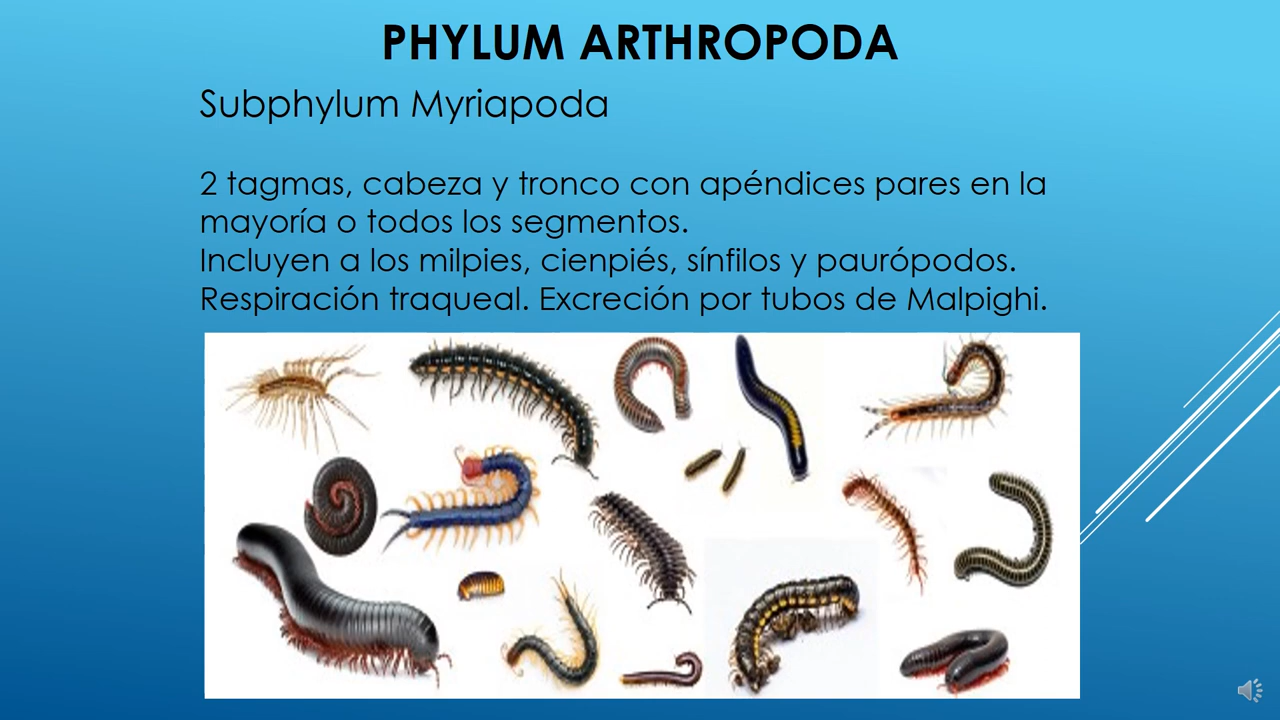 PHYLUM ARTHROPODA
Subphylum Myriapoda
2 tagmas, cabeza y tronco con apéndices pares en la
mayoría o todos los segmentos.
Incluyen a los milpies, cienpiés, sínfilos y paurópodos.
Respiración traqueal. Excreción por tubos de Malpighi.